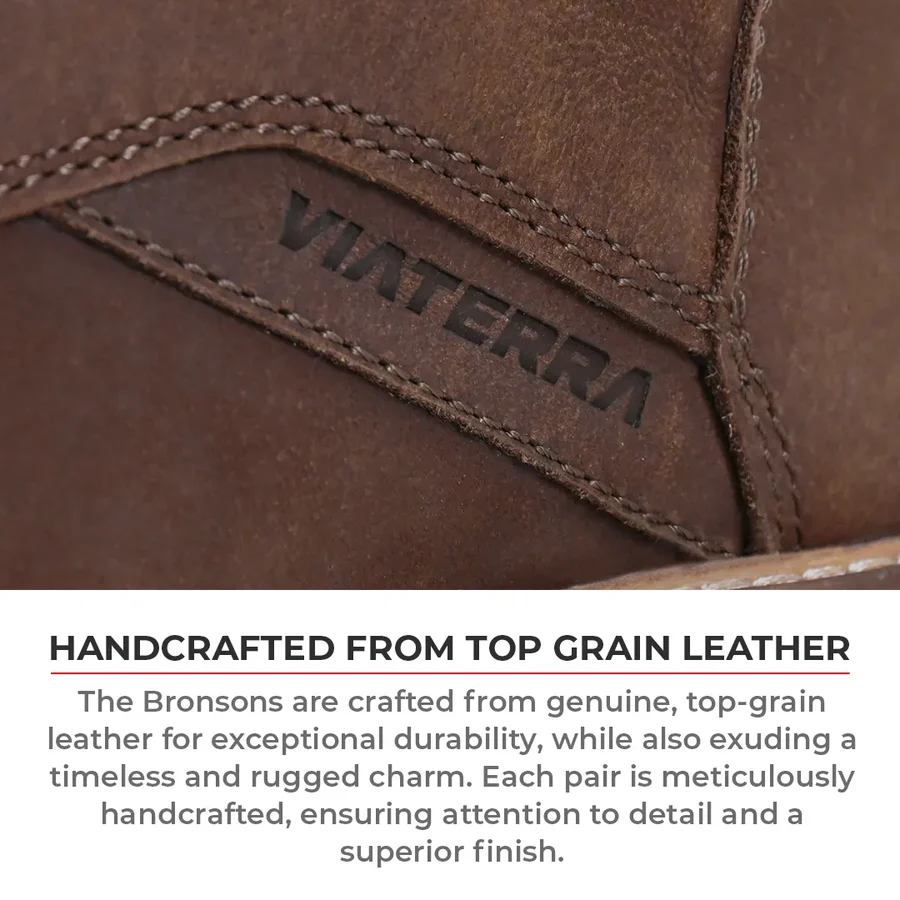 VIATERRA
HANDCRAFTED FROM TOP GRAIN LEATHER
The Bronsons are crafted from genuine, top-grain
leather for exceptional durability, while also exuding a
timeless and rugged charm. Each pair is meticulously
handcrafted, ensuring attention to detail and a
superior finish.